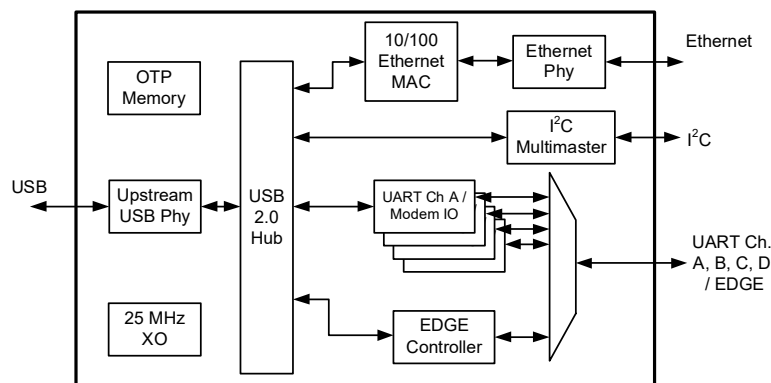 10/100
Ethernet
MAC
Ethernet
Phy
Ethernet
OTP
Memory
I²C
Multimaster
I²C
USB
Upstream
USB Phy
USB
2.0
Hub
UART Ch A /
Modem IO
UART Ch.
A, B, C, D
/ EDGE
25 MHz
XO
EDGE
Controller